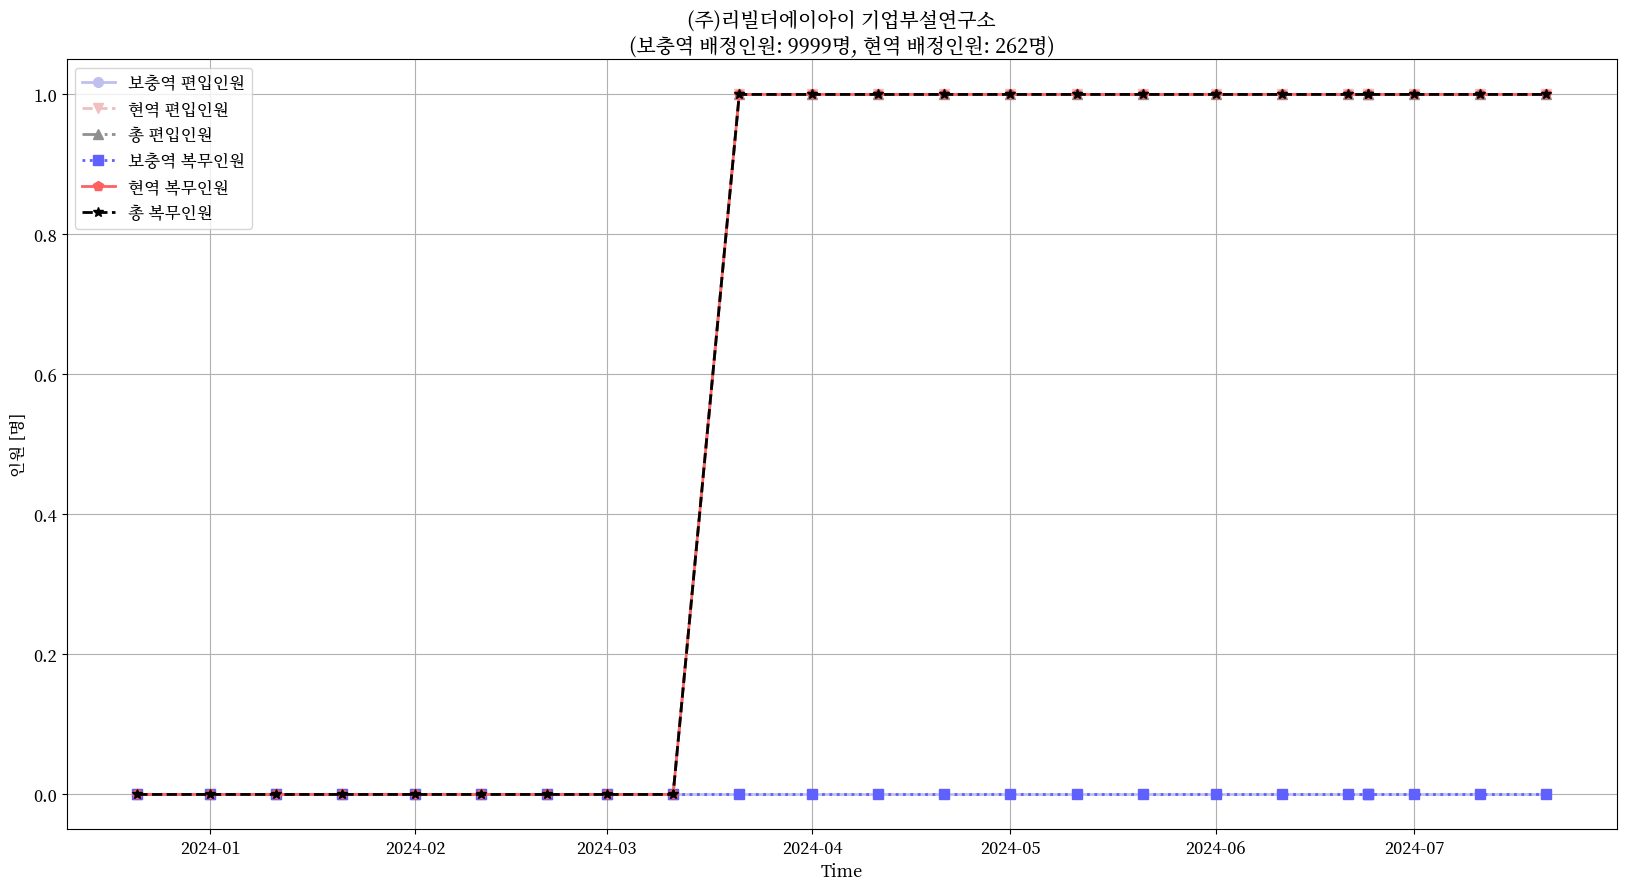 (주)리빌더에이아이 기업부설연구소
(보충역 배정인원: 9999명, 현역 배정인원: 262명)
보충역 편입인원
현역 편입인원
총 편입인원
보충역 복무인원
현역 복무인원
총 복무인원
인원 [명]
1.0
0.8
0.6
0.4
0.2
0.0
2024-01
2024-02
2024-03
2024-04
2024-05
2024-06
2024-07
Time